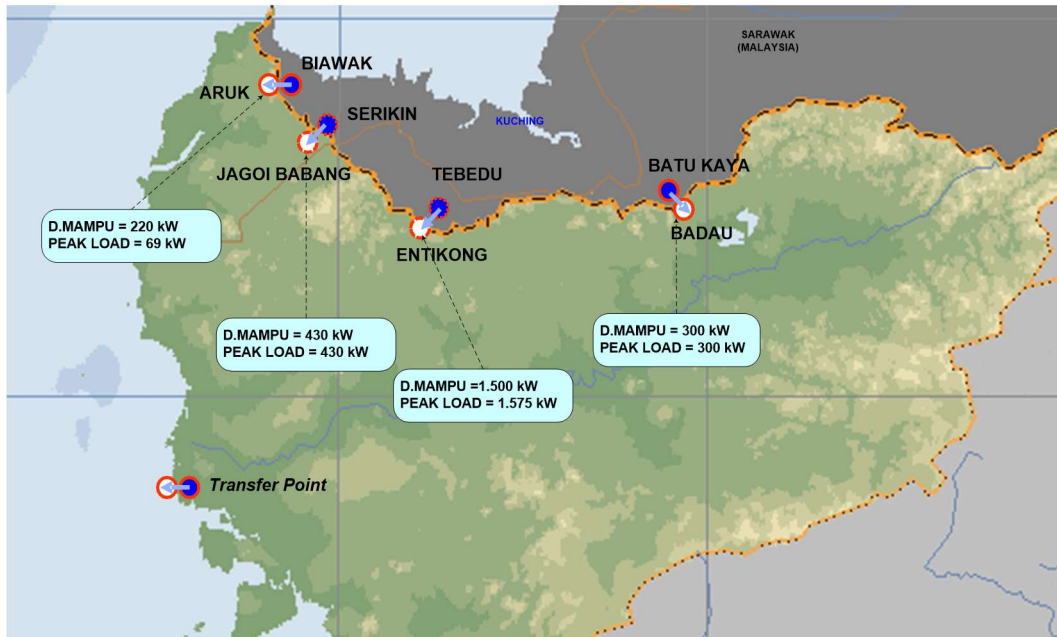 SARAWAK
(MALAYSIA)
BIAWAK
ARUK
SERIKIN
KUCHING
JAGOI BABANG
TEBEDU
BATU KAYA
D.MAMPU = 220 kW
PEAK LOAD = 69 kW
BADAU
ENTIKONG
D.MAMPU = 430 kW
PEAK LOAD = 430 kW
D.MAMPU = 300 kW
PEAK LOAD = 300 kW
D.MAMPU =1.500 kW
PEAK LOAD = 1.575 kW
Transfer Point